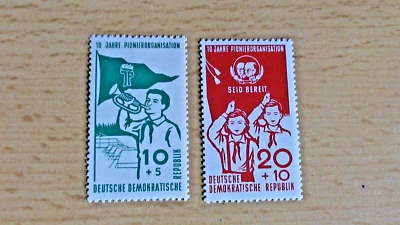 10 JAHRE PIONIERORGANISATION
10
+5
DEUTSCHE DEMOKRATISCHE
REPUBLIK
10 JAHRE PIONIERORGANISATION
SEID BEREIT
20
+10
DEUTSCHE
DEMOKRATISCHE REPUBLIK